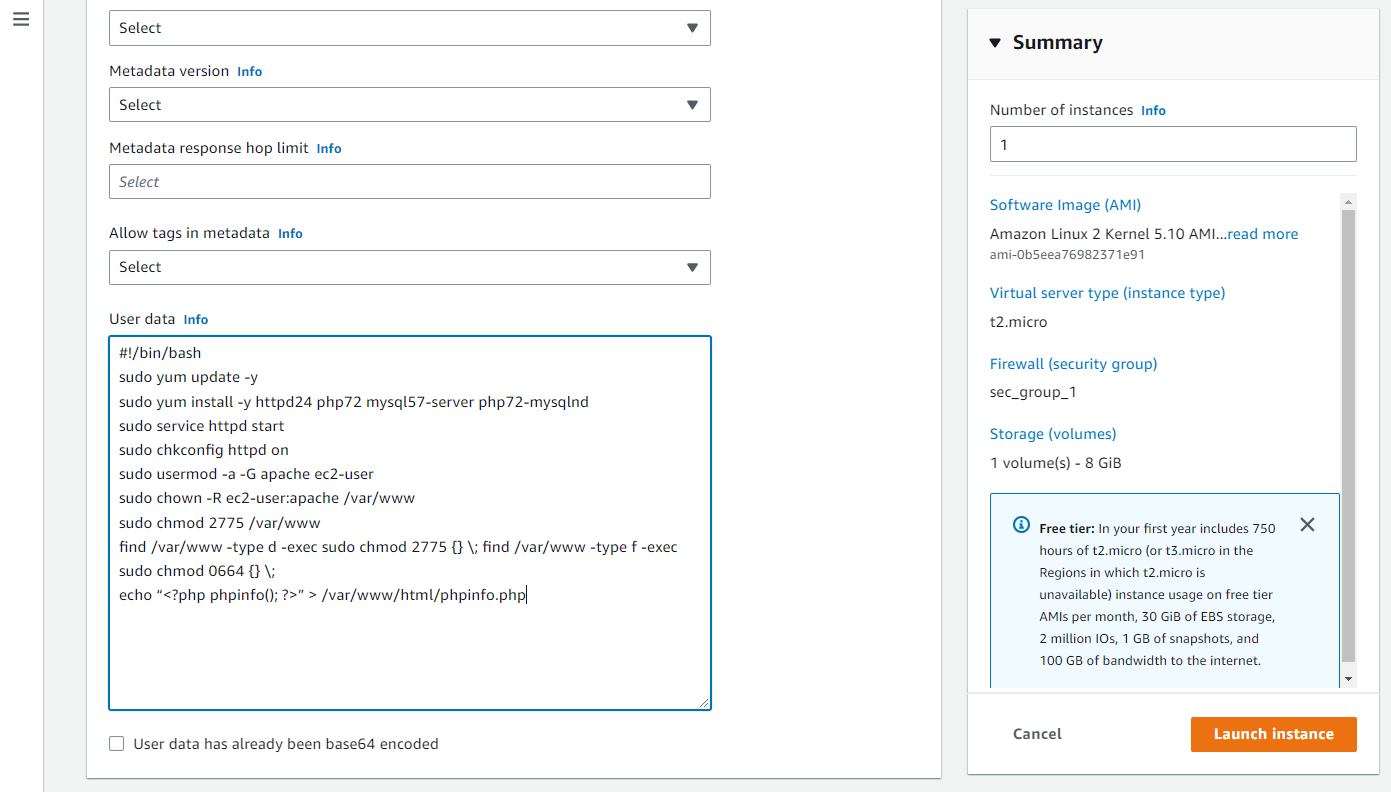 Select
Metadata version Info
Select
Metadata response hop limit Info
Select
Allow tags in metadata Info
Select
User data Info
#!/bin/bash
sudo yum update -y
sudo yum install -y httpd24 php72 mysql57-server php72-mysqlnd
sudo service httpd start
sudo chkconfig httpd on
sudo usermod -a -G apache ec2-user
sudo chown -R ec2-user:apache /var/www
sudo chmod 2775 /var/www
find /var/www -type d -exec sudo chmod 2775 {} \; find /var/www -type f -exec
sudo chmod 0664 {} \;
echo “<?php phpinfo(); ?>” > /var/www/html/phpinfo.php
User data has already been base64 encoded
Summary
Number of instances Info
1
Software Image (AMI)
Amazon Linux 2 Kernel 5.10 AMI...read more
ami-0b5eea76982371e91
Virtual server type (instance type)
t2.micro
Firewall (security group)
sec_group_1
Storage (volumes)
1 volume(s) - 8 GiB
Free tier: In your first year includes 750
hours of t2.micro (or t3.micro in the
Regions in which t2.micro is
unavailable) instance usage on free tier
AMIs per month, 30 GiB of EBS storage,
2 million IOs, 1 GB of snapshots, and
100 GB of bandwidth to the internet.
Cancel
Launch instance